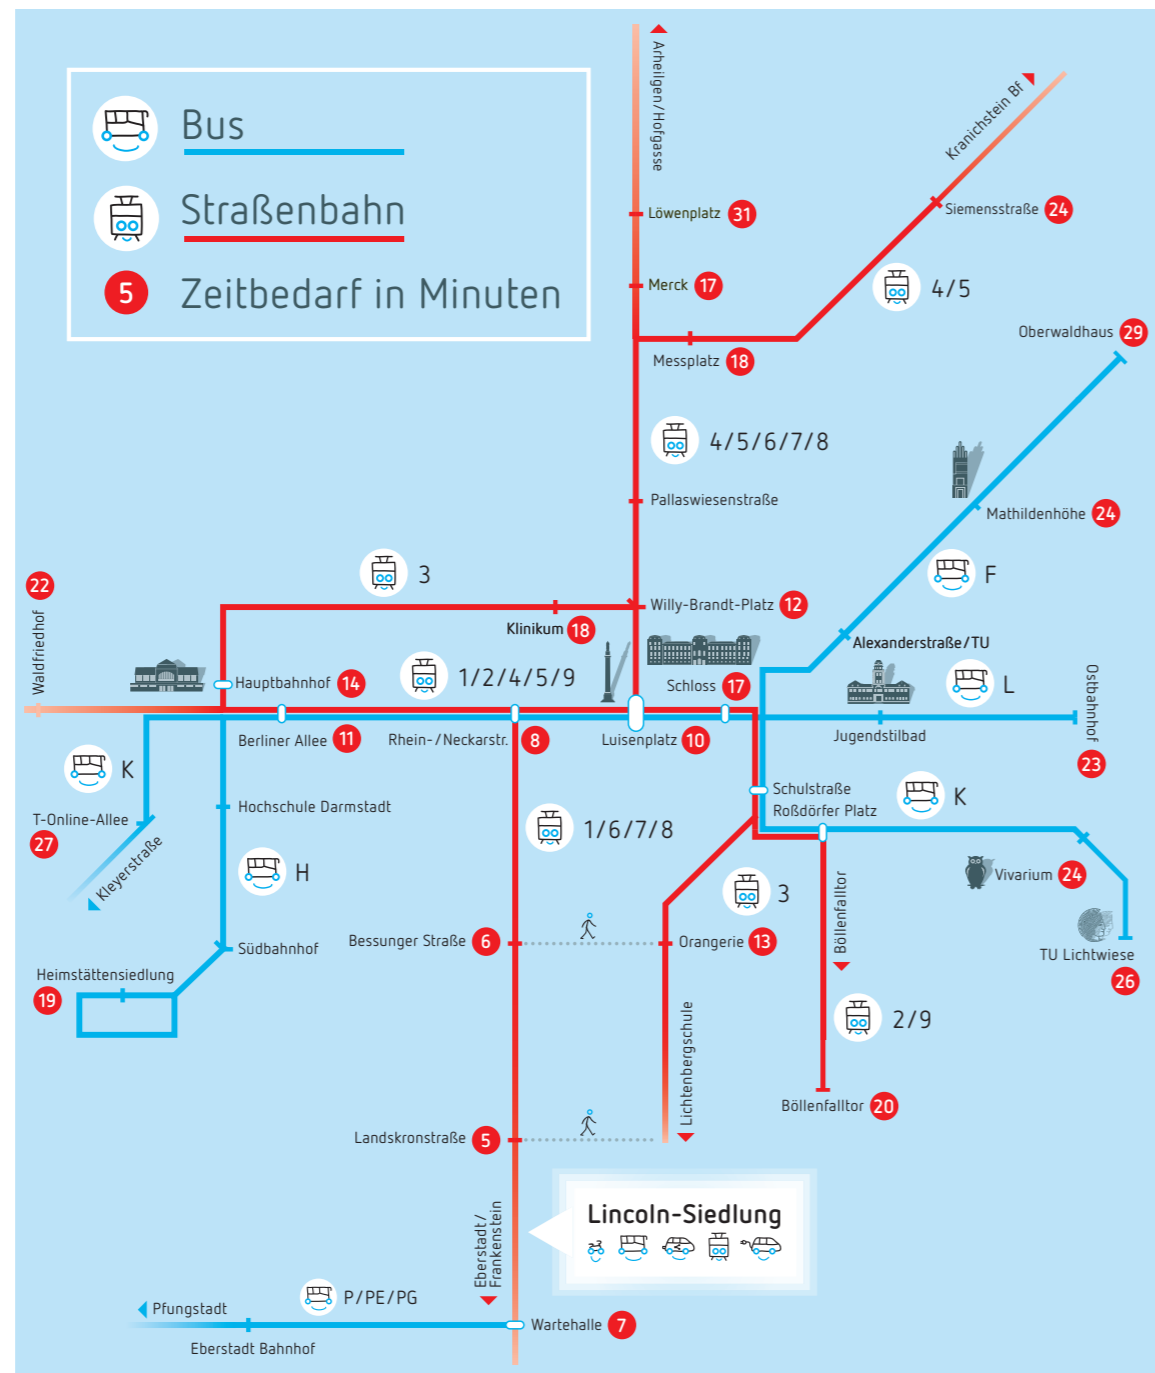 Bus
Straßenbahn
5 Zeitbedarf in Minuten
Arheilgen/Hofgasse
Kranichstein Bf
Löwenplatz 31
Siemensstraße 24
Merck 17
4/5
Messplatz 18
Oberwaldhaus 29
4/5/6/7/8
Pallaswiesenstraße
Mathildenhöhe 24
F
3
22
Waldfriedhof
Willy-Brandt-Platz 12
Klinikum 18
Alexanderstraße/TU
Hauptbahnhof 14
1/2/4/5/9
Schloss 17
L
Ostbahnhof
23
Berliner Allee 11
Rhein-/Neckarstr. 8
Luisenplatz 10
Jugendstilbad
K
Hochschule Darmstadt
Schulstraße
Roßdörfer Platz
K
T-Online-Allee
27
Kleyerstraße
1/6/7/8
H
Vivarium 24
3
Böllenfalltor
Bessunger Straße 6
Orangerie 13
Südbahnhof
TU Lichtwiese
26
Heimstättensiedlung
19
2/9
Lichtenbergschule
Böllenfalltor 20
Landskronstraße 5
Lincoln-Siedlung
Eberstadt/
Frankenstein
P/PE/PG
Pfungstadt
Wartehalle 7
Eberstadt Bahnhof